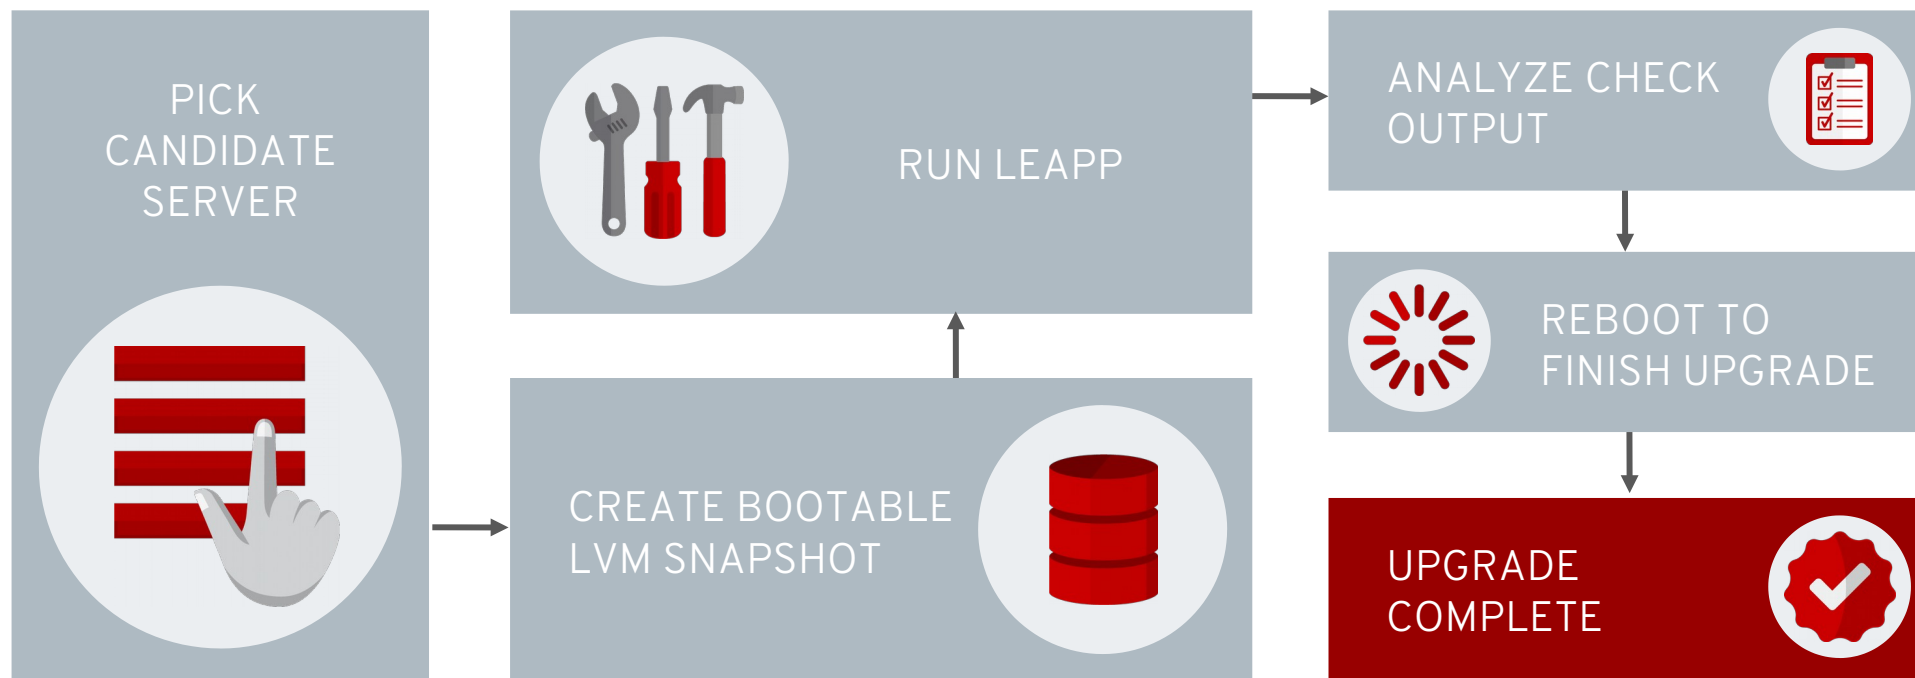 PICK
CANDIDATE
SERVER
CREATE BOOTABLE
LVM SNAPSHOT
RUN LEAPP
ANALYZE CHECK
OUTPUT
REBOOT TO
FINISH UPGRADE
UPGRADE
COMPLETE